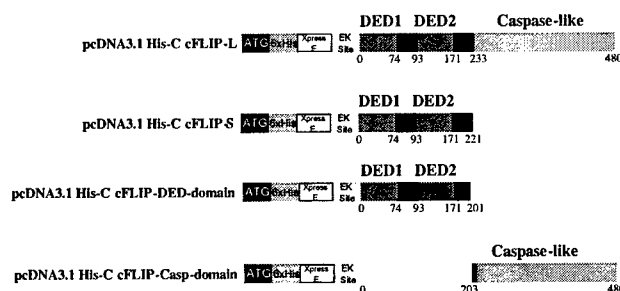 DED1 DED2 Caspase-like
pcDNA3.1 His-C cFLIP-L ATG 6xHis Xpress E EK Site
0 74 93 171 233 480
DED1 DED2
pcDNA3.1 His-C cFLIP-S ATG 6xHis Xpress E EK Site
0 74 93 171 221
DED1 DED2
pcDNA3.1 His-C cFLIP-DED-domain ATG 6xHis Xpress E EK Site
0 74 93 171 201
Caspase-like
pcDNA3.1 His-C cFLIP-Casp-domain ATG 6xHis Xpress E EK Site
0 203 480